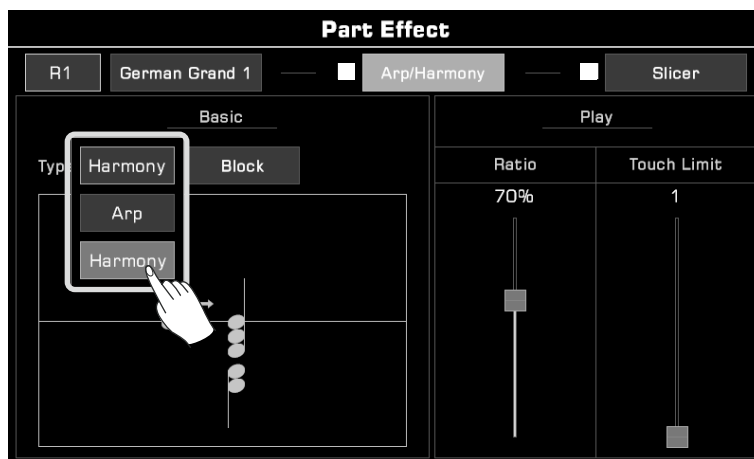 Part Effect
R1 German Grand 1 Arp/Harmony Slicer
Basic
Play
Typ Harmony Block
Ratio Touch Limit
Arp
70% 1
Harmony